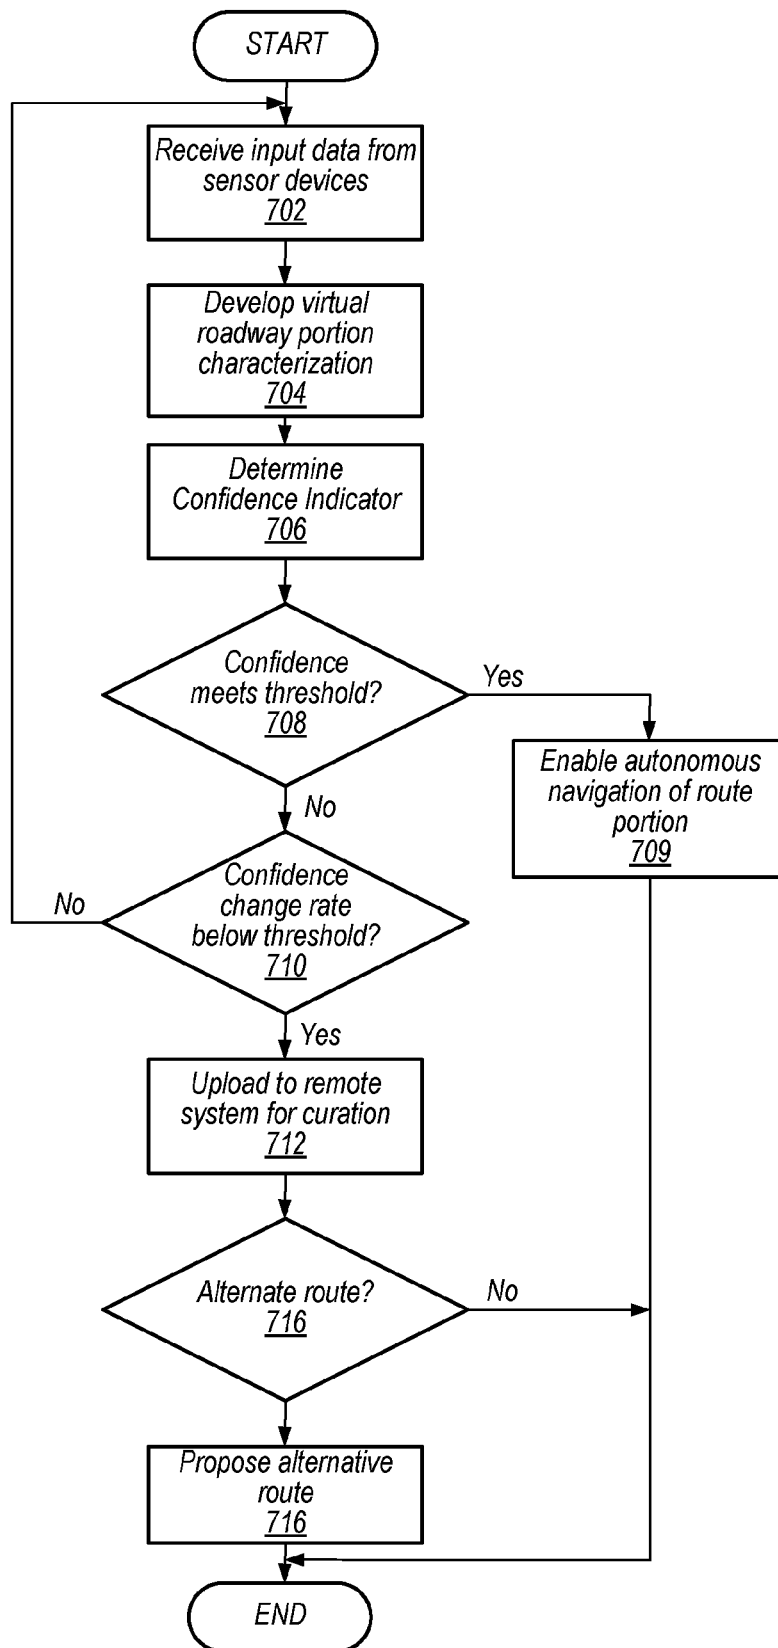 START
Receive input data from
sensor devices
702
Develop virtual
roadway portion
characterization
704
Determine
Confidence Indicator
706
Confidence
meets threshold?
708
Yes
Enable autonomous
navigation of route
portion
709
No
Confidence
change rate
below threshold?
710
No
Yes
Upload to remote
system for curation
712
Alternate route?
716
No
Propose alternative
route
716
END